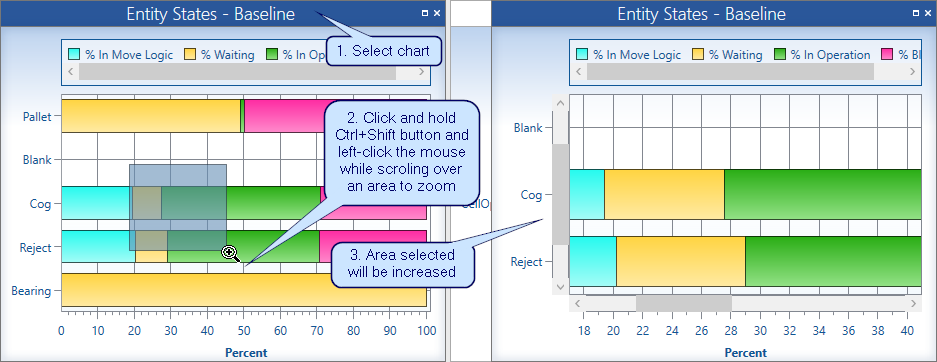 Entity States - Baseline
% In Move Logic % Waiting % In Op
1. Select chart
Pallet
Blank
Cog
Reject
Bearing
2. Click and hold
Ctrl+Shift button and
left-click the mouse
while scroling over
an area to zoom
3. Area selected
will be increased
0 10 20 30 40 50 60 70 80 90 100
Percent
Entity States - Baseline
% In Move Logic % Waiting % In Operation % Bl
CellOp
Blank
Cog
Reject
18 20 22 24 26 28 30 32 34 36 38 40
Percent